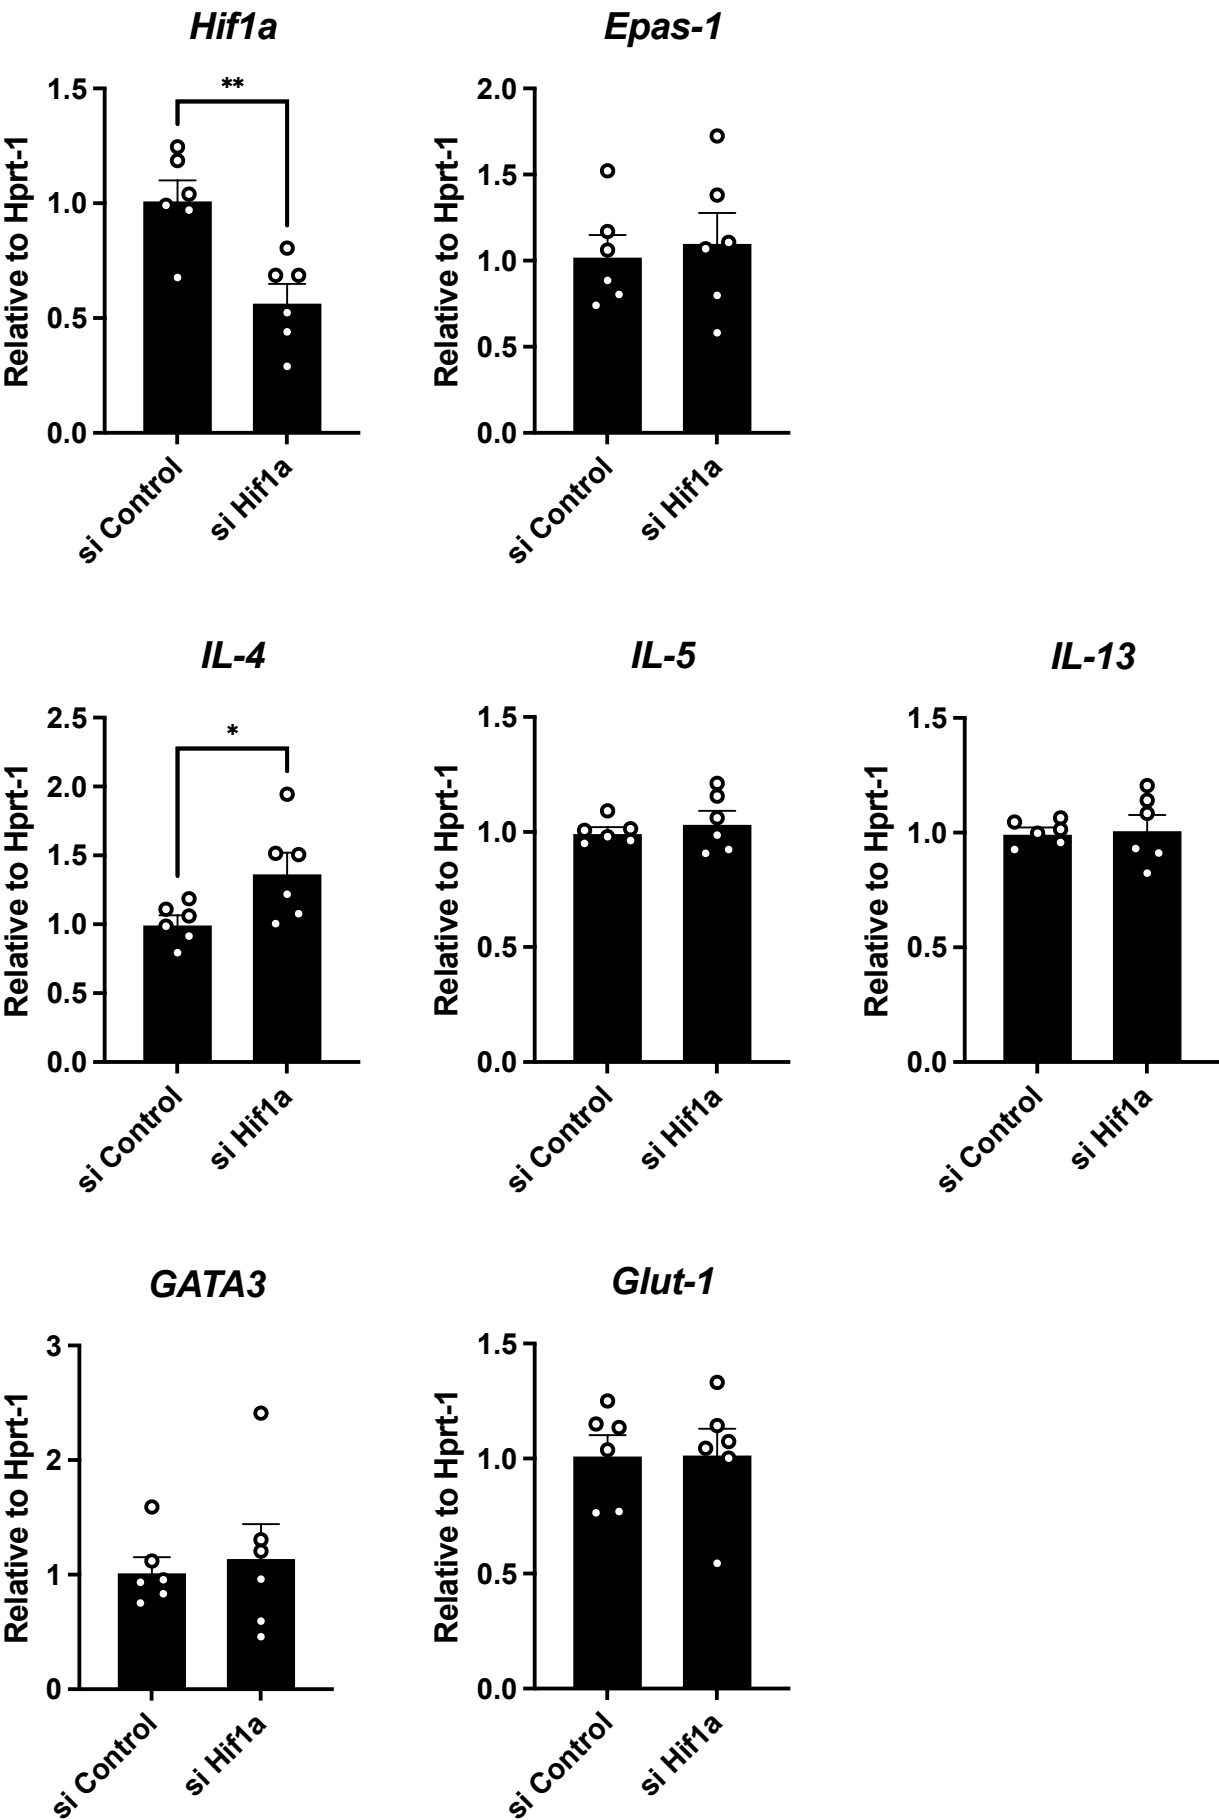 Hif1a
Relative to Hprt-1
1.5
1.0
0.5
0.0
**
si Control
si Hif1a
Epas-1
Relative to Hprt-1
2.0
1.5
1.0
0.5
0.0
si Control
si Hif1a
IL-4
Relative to Hprt-1
2.5
2.0
1.5
1.0
0.5
0.0
*
si Control
si Hif1a
IL-5
Relative to Hprt-1
1.5
1.0
0.5
0.0
si Control
si Hif1a
IL-13
Relative to Hprt-1
1.5
1.0
0.5
0.0
si Control
si Hif1a
GATA3
Relative to Hprt-1
3
2
1
0
si Control
si Hif1a
Glut-1
Relative to Hprt-1
1.5
1.0
0.5
0.0
si Control
si Hif1a